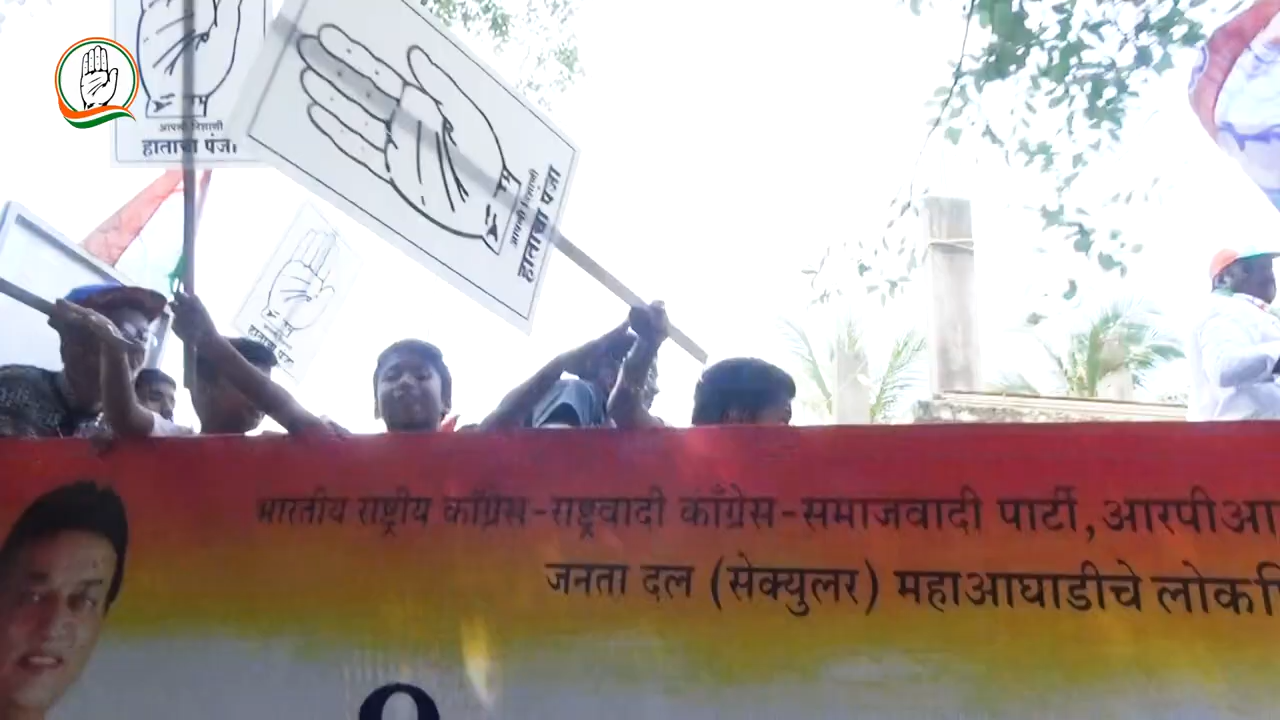 आपली निशाणी
हाताचा पंजा
आपली निशाणी
हाताचा पंजा
हाताचा पंजा
भारतीय राष्ट्रीय काँग्रेस-राष्ट्रवादी काँग्रेस-समाजवादी पार्टी,आरपीआ
जनता दल (सेक्युलर) महाआघाडीचे